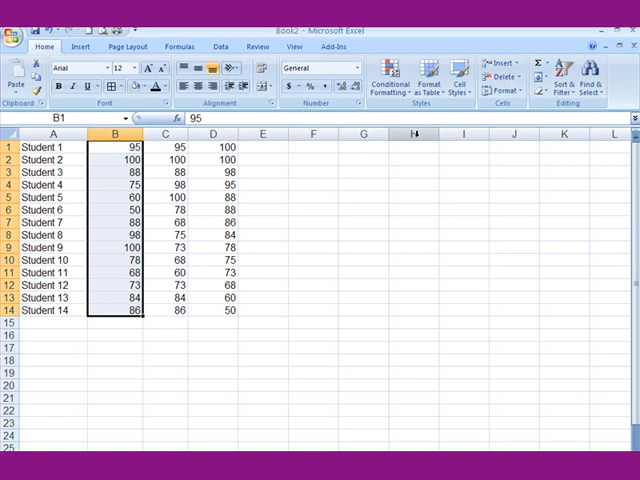 Book2 - Microsoft Excel
Home Insert Page Layout Formulas Data Review View Add-Ins
Paste
Arial 12
General
Conditional Formatting
Format as Table
Cell Styles
Insert
Delete
Format
Sort & Filter
Find & Select
Clipboard Font Alignment Number Styles Cells Editing
B1 fx 95
A B C D E F G H I J K L
1 Student 1 95 95 100
2 Student 2 100 100 100
3 Student 3 88 88 98
4 Student 4 75 98 95
5 Student 5 60 100 88
6 Student 6 50 78 88
7 Student 7 88 68 86
8 Student 8 98 75 84
9 Student 9 100 73 78
10 Student 10 78 68 75
11 Student 11 68 60 73
12 Student 12 73 73 68
13 Student 13 84 84 60
14 Student 14 86 86 50
15
16
17
18
19
20
21
22
23
24
25